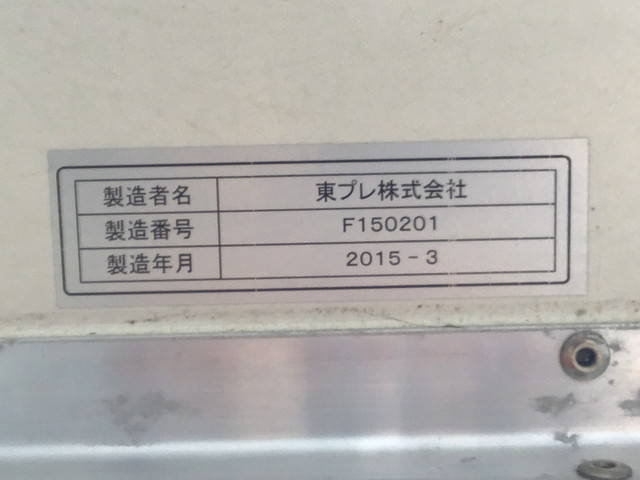 製造者名 東プレ株式会社
製造番号 F150201
製造年月 2015-3